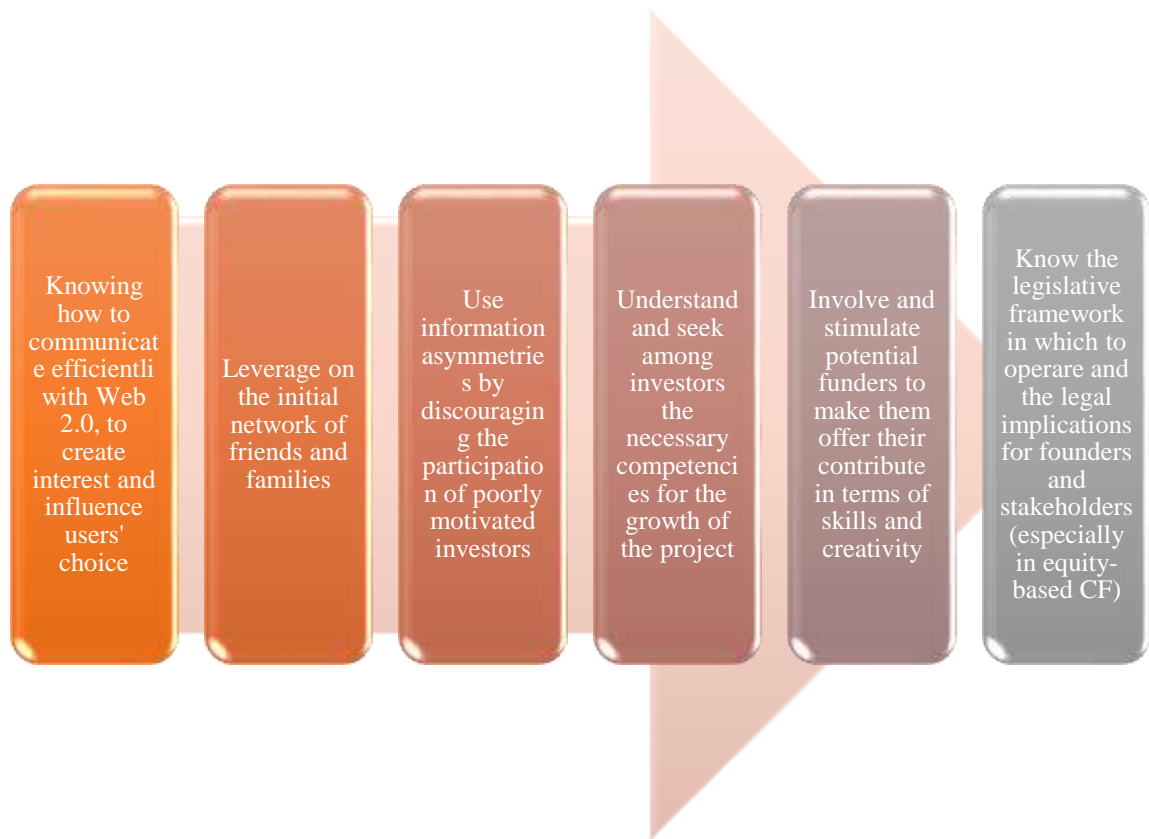 Knowing
how to
communicat
e efficientli
with Web
2.0, to
create
interest and
influence
users'
choice
Leverage on
the initial
network of
friends and
families
Use
information
asymmetrie
s by
discouragin
g the
participatio
n of poorly
motivated
investors
Understand
and seek
among
investors
the
necessary
competenci
es for the
growth of
the project
Involve and
stimulate
potential
funders to
make them
offer their
contribute
in terms of
skills and
creativity
Know the
legislative
framework
in which to
operare and
the legal
implications
for founders
and
stakeholders
(especially
in equity-
based CF)